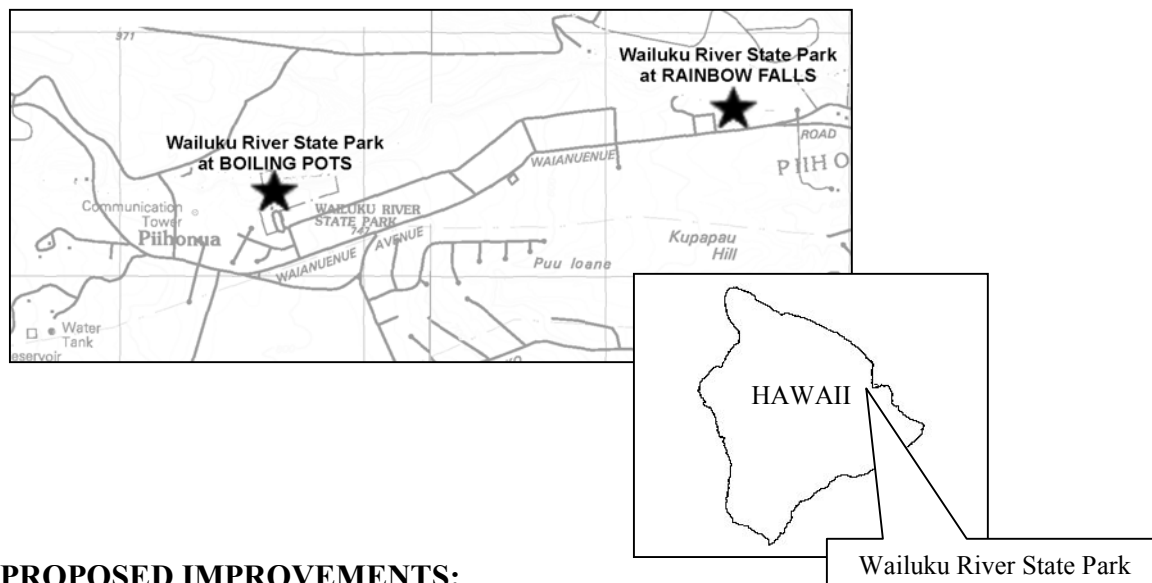 971
Wailuku River State Park
at RAINBOW FALLS
Wailuku River State Park
at BOILING POTS
ROAD
PIIHO
WAIANUENUE
Communication
Tower
Piihonua
WAILUKU RIVER
STATE PARK
747
AVENUE
WAIANUENUE
Kupapau
Hill
Puu Ioane
Water
Tank
eservoir
HAWAII
Wailuku River State Park
PROPOSED IMPROVEMENTS: